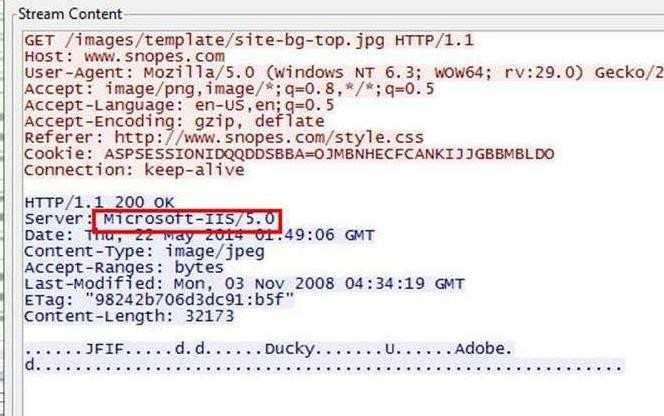 Stream Content
GET /images/template/site-bg-top.jpg HTTP/1.1
Host: www.snopes.com
User-Agent: Mozilla/5.0 (Windows NT 6.3; WOW64; rv:29.0) Gecko/2
Accept: image/png,image/*;q=0.8,*/*;q=0.5
Accept-Language: en-US,en;q=0.5
Accept-Encoding: gzip, deflate
Referer: http://www.snopes.com/style.css
Cookie: ASPSESSIONIDQQDDSBBA=OJMBNHECFCANKIJJGBBMBLDO
Connection: keep-alive
HTTP/1.1 200 OK
Server: Microsoft-IIS/5.0
Date: Thu, 22 May 2014 01:49:06 GMT
Content-Type: image/jpeg
Accept-Ranges: bytes
Last-Modified: Mon, 03 Nov 2008 04:34:19 GMT
ETag: "98242b706d3dc91:b5f"
Content-Length: 32173
......JFIF.....d.d......Ducky.......U......Adobe.
d.........................................................